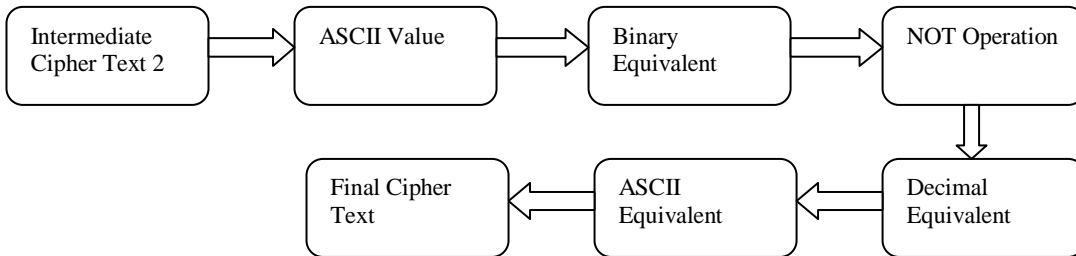 Intermediate
Cipher Text 2
ASCII Value
Binary
Equivalent
NOT Operation
Decimal
Equivalent
ASCII
Equivalent
Final Cipher
Text